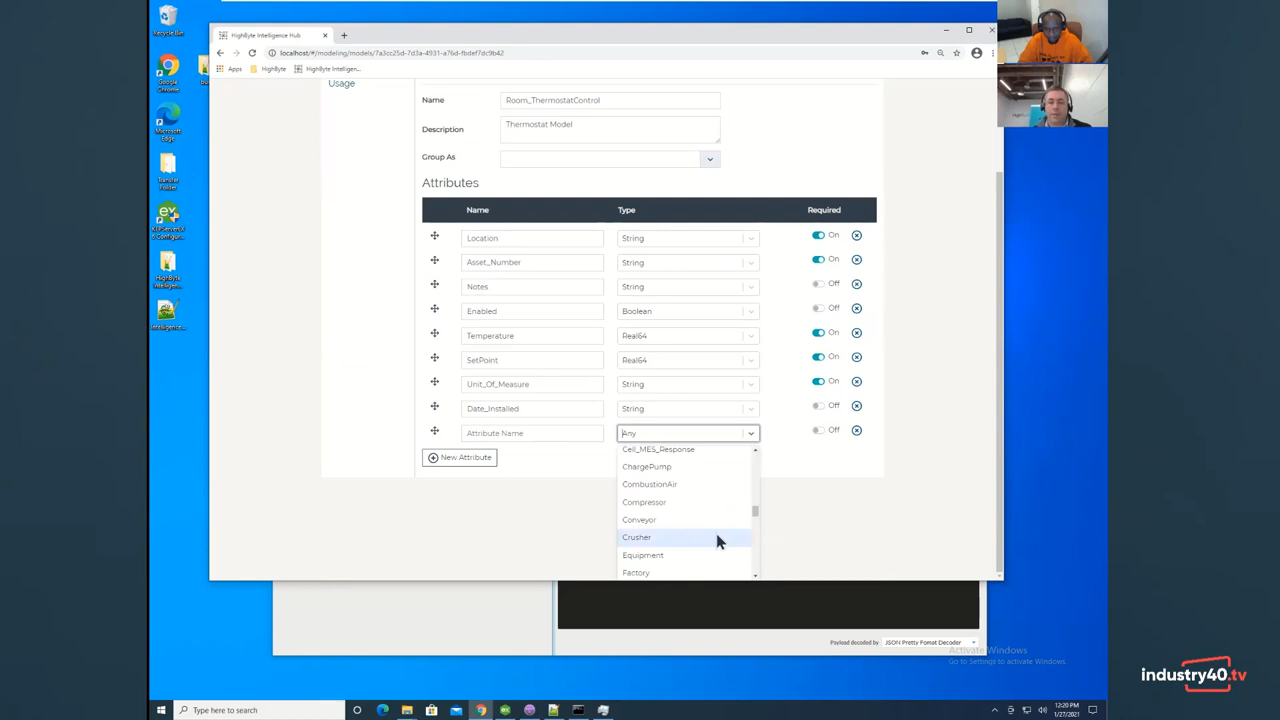 Recycle Bin
Google Chrome
Microsoft Edge
Transfer Folder
HighByte Intelligence Hub
localhost/#/modeling/models/7a3cc25d-7d3a-4931-a76d-fbdef7dc9b42
Apps HighByte HighByte Intelligen...
Usage
Name Room_ThermostatControl
Description Thermostat Model
Group As
Attributes
Name Type Required
Location String On
Asset_Number String On
Notes String Off
Enabled Boolean Off
Temperature Real64 On
SetPoint Real64 On
Unit_Of_Measure String On
Date_Installed String Off
Attribute Name Any Off
New Attribute
Cell_MES_Response
ChargePump
CombustionAir
Compressor
Conveyor
Crusher
Equipment
Factory
Payload decoded by JSON Pretty Fomat Decoder
Activate Windows
Go to Settings to activate Windows.
industry40.tv
Type here to search
12:20 PM
1/27/2021